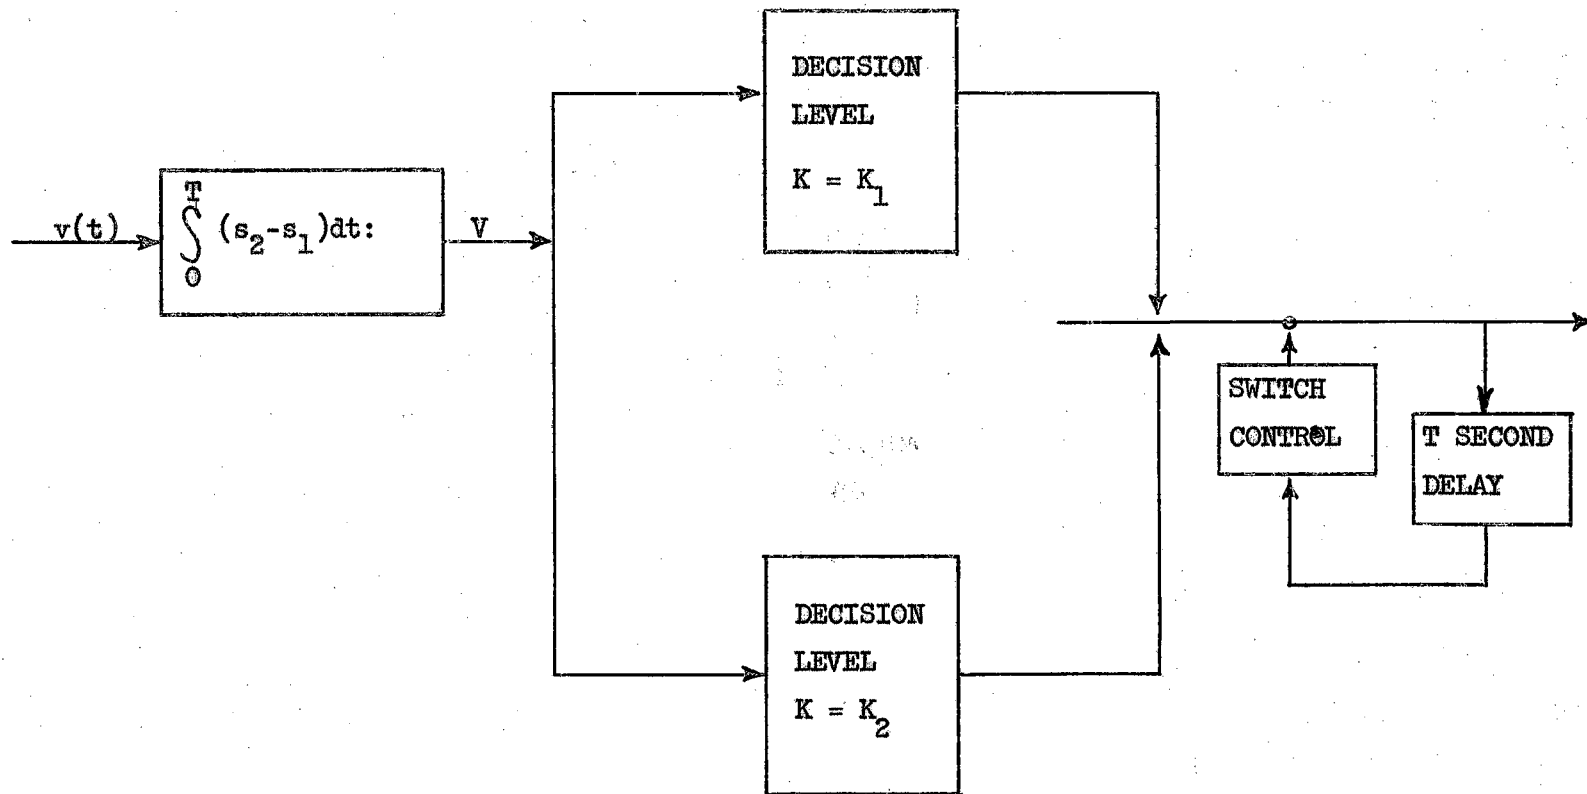 DECISION
LEVEL
K = K₁
v(t)
T
∫ (s₂-s₁)dt:
0
V
SWITCH
CONTROL
T SECOND
DELAY
DECISION
LEVEL
K = K₂